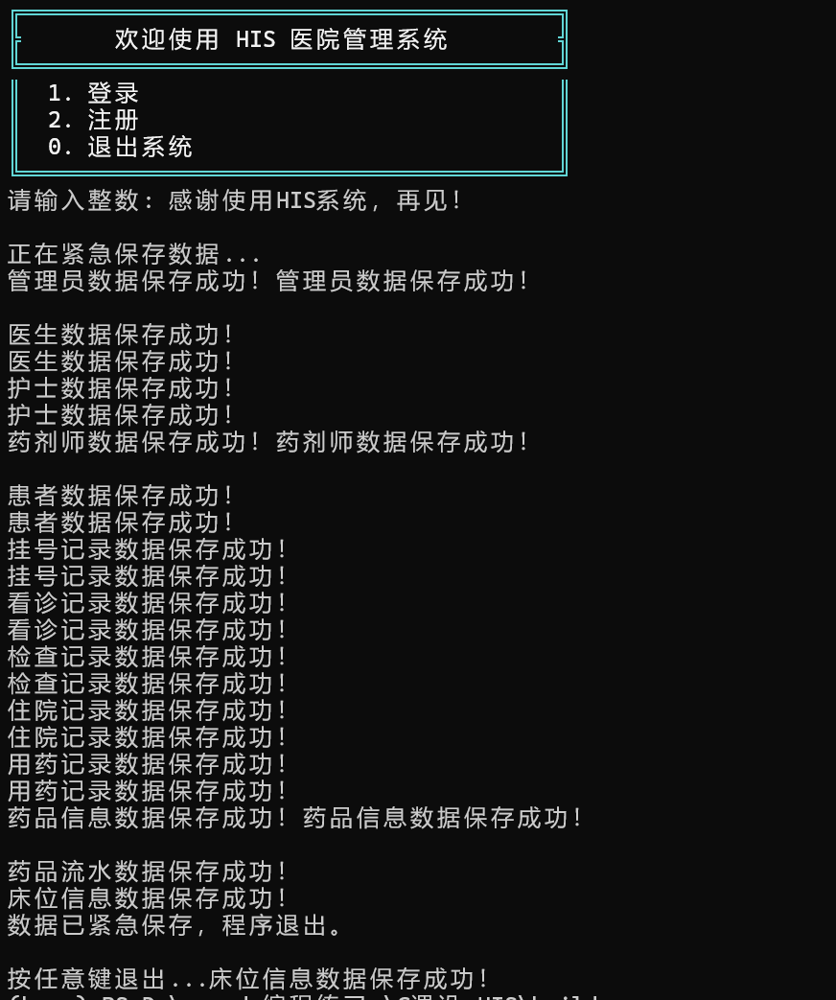 欢迎使用 HIS 医院管理系统
1. 登录
2. 注册
0. 退出系统
请输入整数: 感谢使用HIS系统, 再见!
正在紧急保存数据...
管理员数据保存成功! 管理员数据保存成功!
医生数据保存成功!
医生数据保存成功!
护士数据保存成功!
护士数据保存成功!
药剂师数据保存成功! 药剂师数据保存成功!
患者数据保存成功!
患者数据保存成功!
挂号记录数据保存成功!
挂号记录数据保存成功!
看诊记录数据保存成功!
看诊记录数据保存成功!
检查记录数据保存成功!
检查记录数据保存成功!
住院记录数据保存成功!
住院记录数据保存成功!
用药记录数据保存成功!
用药记录数据保存成功!
药品信息数据保存成功! 药品信息数据保存成功!
药品流水数据保存成功!
床位信息数据保存成功!
数据已紧急保存, 程序退出。
按任意键退出...床位信息数据保存成功!